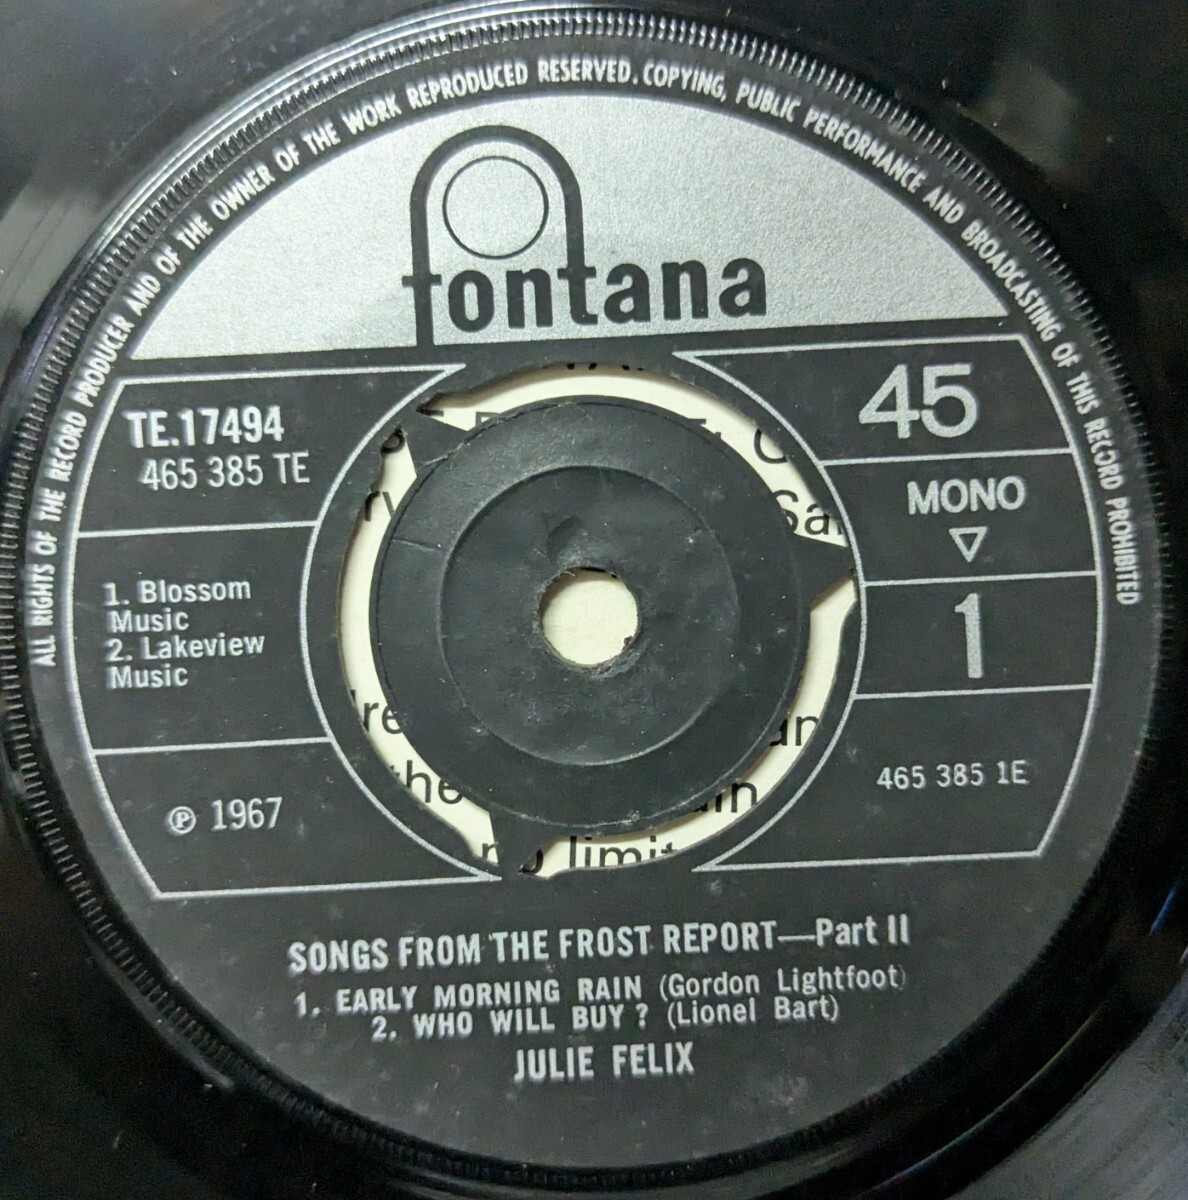 ALL RIGHTS OF THE RECORD PRODUCER AND OF THE OWNER OF THE WORK REPRODUCED RESERVED. COPYING, PUBLIC PERFORMANCE AND BROADCASTING OF THIS RECORD PROHIBITED
fontana
TE.17494
465 385 TE
1. Blossom
Music
2. Lakeview
Music
℗ 1967
45
MONO
▽
1
465 385 1E
the
limit
SONGS FROM THE FROST REPORT—Part II
1. EARLY MORNING RAIN (Gordon Lightfoot)
2. WHO WILL BUY? (Lionel Bart)
JULIE FELIX